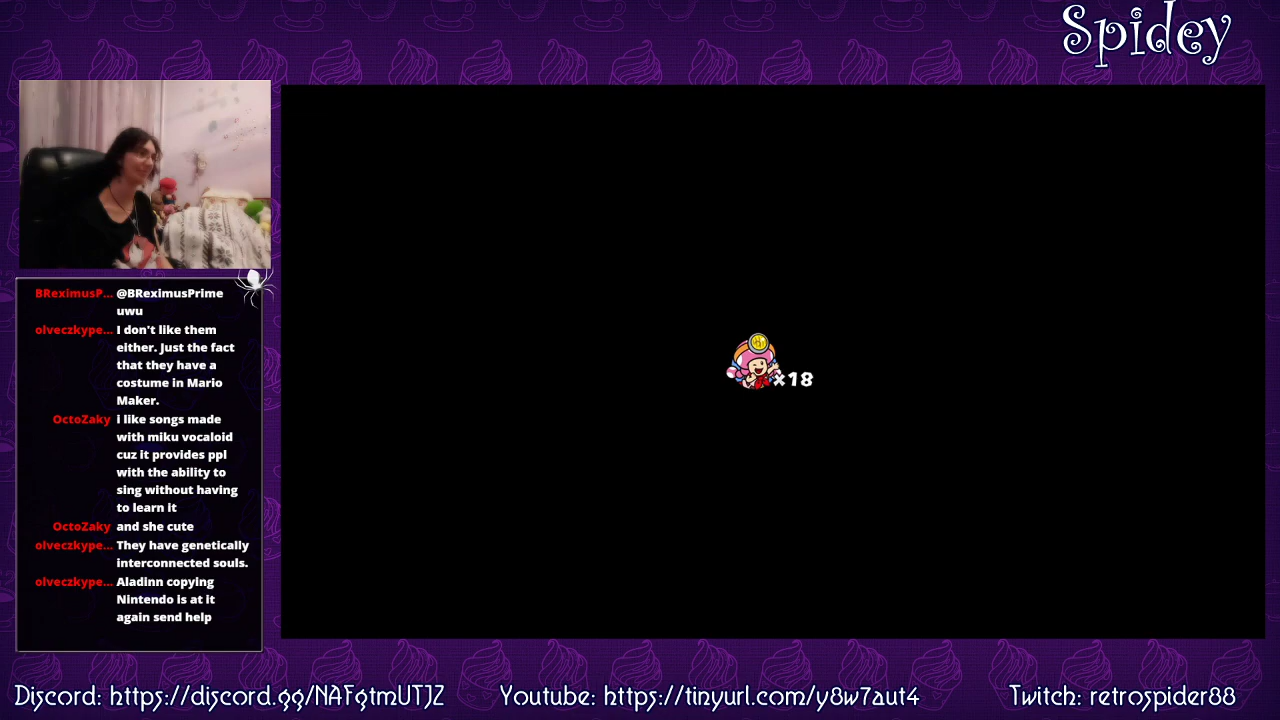 Spidey
BReximusP... @BReximusPrime
uwu
olveczkype... I don't like them
either. Just the fact
that they have a
costume in Mario
Maker.
OctoZaky i like songs made
with miku vocaloid
cuz it provides ppl
with the ability to
sing without having
to learn it
OctoZaky and she cute
olveczkype... They have genetically
interconnected souls.
olveczkype... Aladinn copying
Nintendo is at it
again send help
x18
Discord: https://discord.gg/NAFgtmUTJZ Youtube: https://tinyurl.com/y8w7aut4 Twitch: retrospider88